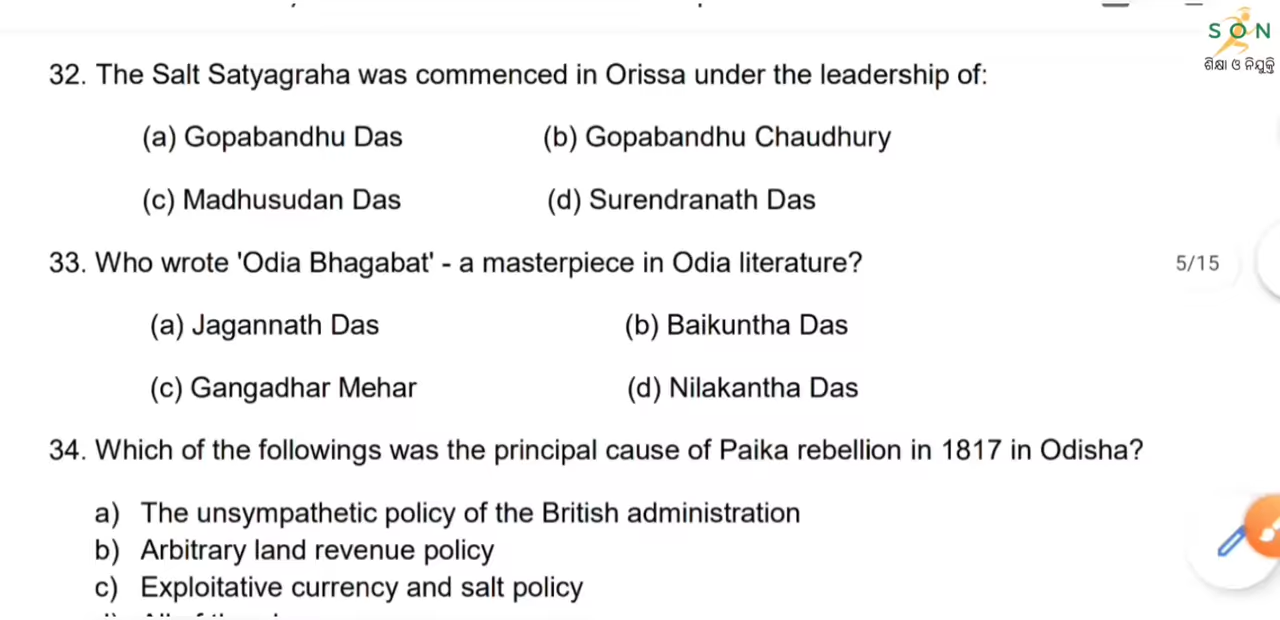 SON
ଶିକ୍ଷା ଓ ନିଯୁକ୍ତି
32. The Salt Satyagraha was commenced in Orissa under the leadership of:
(a) Gopabandhu Das (b) Gopabandhu Chaudhury
(c) Madhusudan Das (d) Surendranath Das
33. Who wrote 'Odia Bhagabat' - a masterpiece in Odia literature?
5/15
(a) Jagannath Das (b) Baikuntha Das
(c) Gangadhar Mehar (d) Nilakantha Das
34. Which of the followings was the principal cause of Paika rebellion in 1817 in Odisha?
a) The unsympathetic policy of the British administration
b) Arbitrary land revenue policy
c) Exploitative currency and salt policy